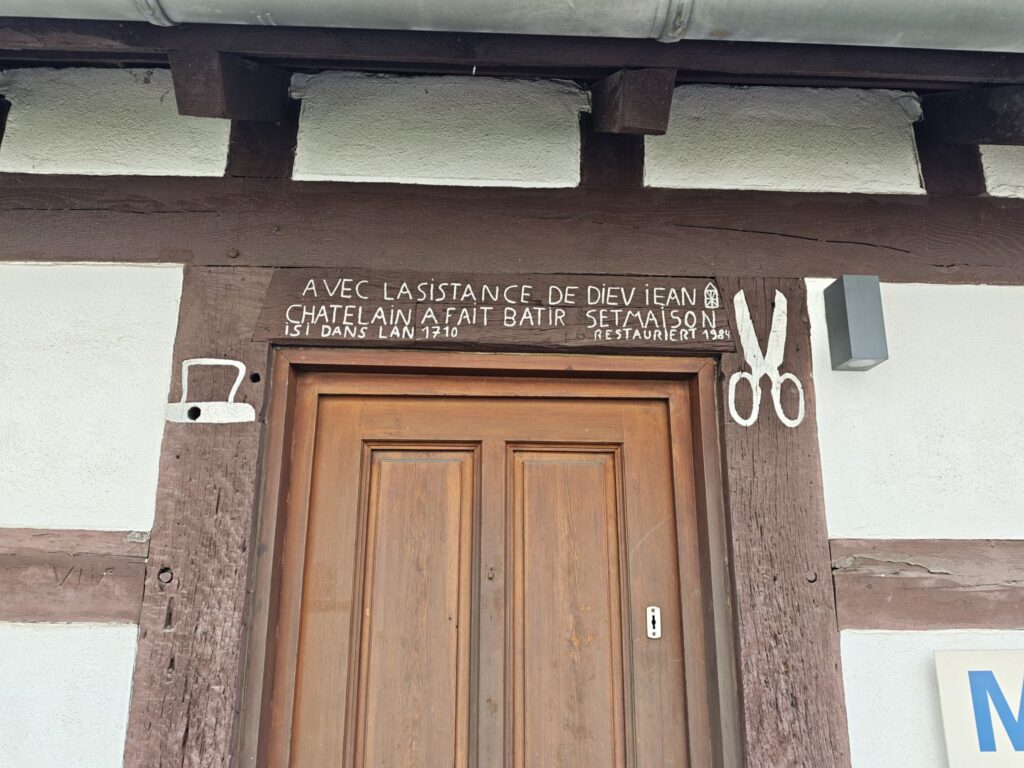 AVEC LASISTANCE DE DIEV IEAN
CHATELAIN A FAIT BATIR SETMAISON
ISI DANS LAN 1710 RESTAURIERT 1984
M